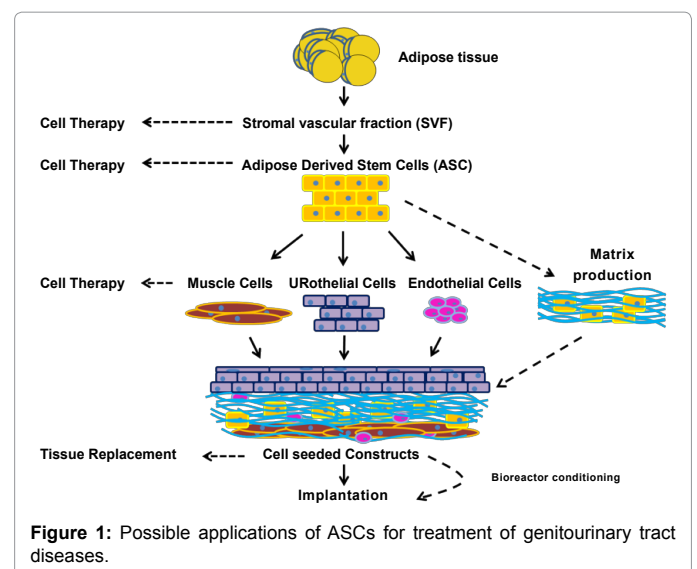 Adipose tissue
Cell Therapy
Stromal vascular fraction (SVF)
Cell Therapy
Adipose Derived Stem Cells (ASC)
Matrix
production
Cell Therapy
Muscle Cells
URothelial Cells
Endothelial Cells
Tissue Replacement
Cell seeded Constructs
Bioreactor conditioning
Implantation
Figure 1: Possible applications of ASCs for treatment of genitourinary tract
diseases.